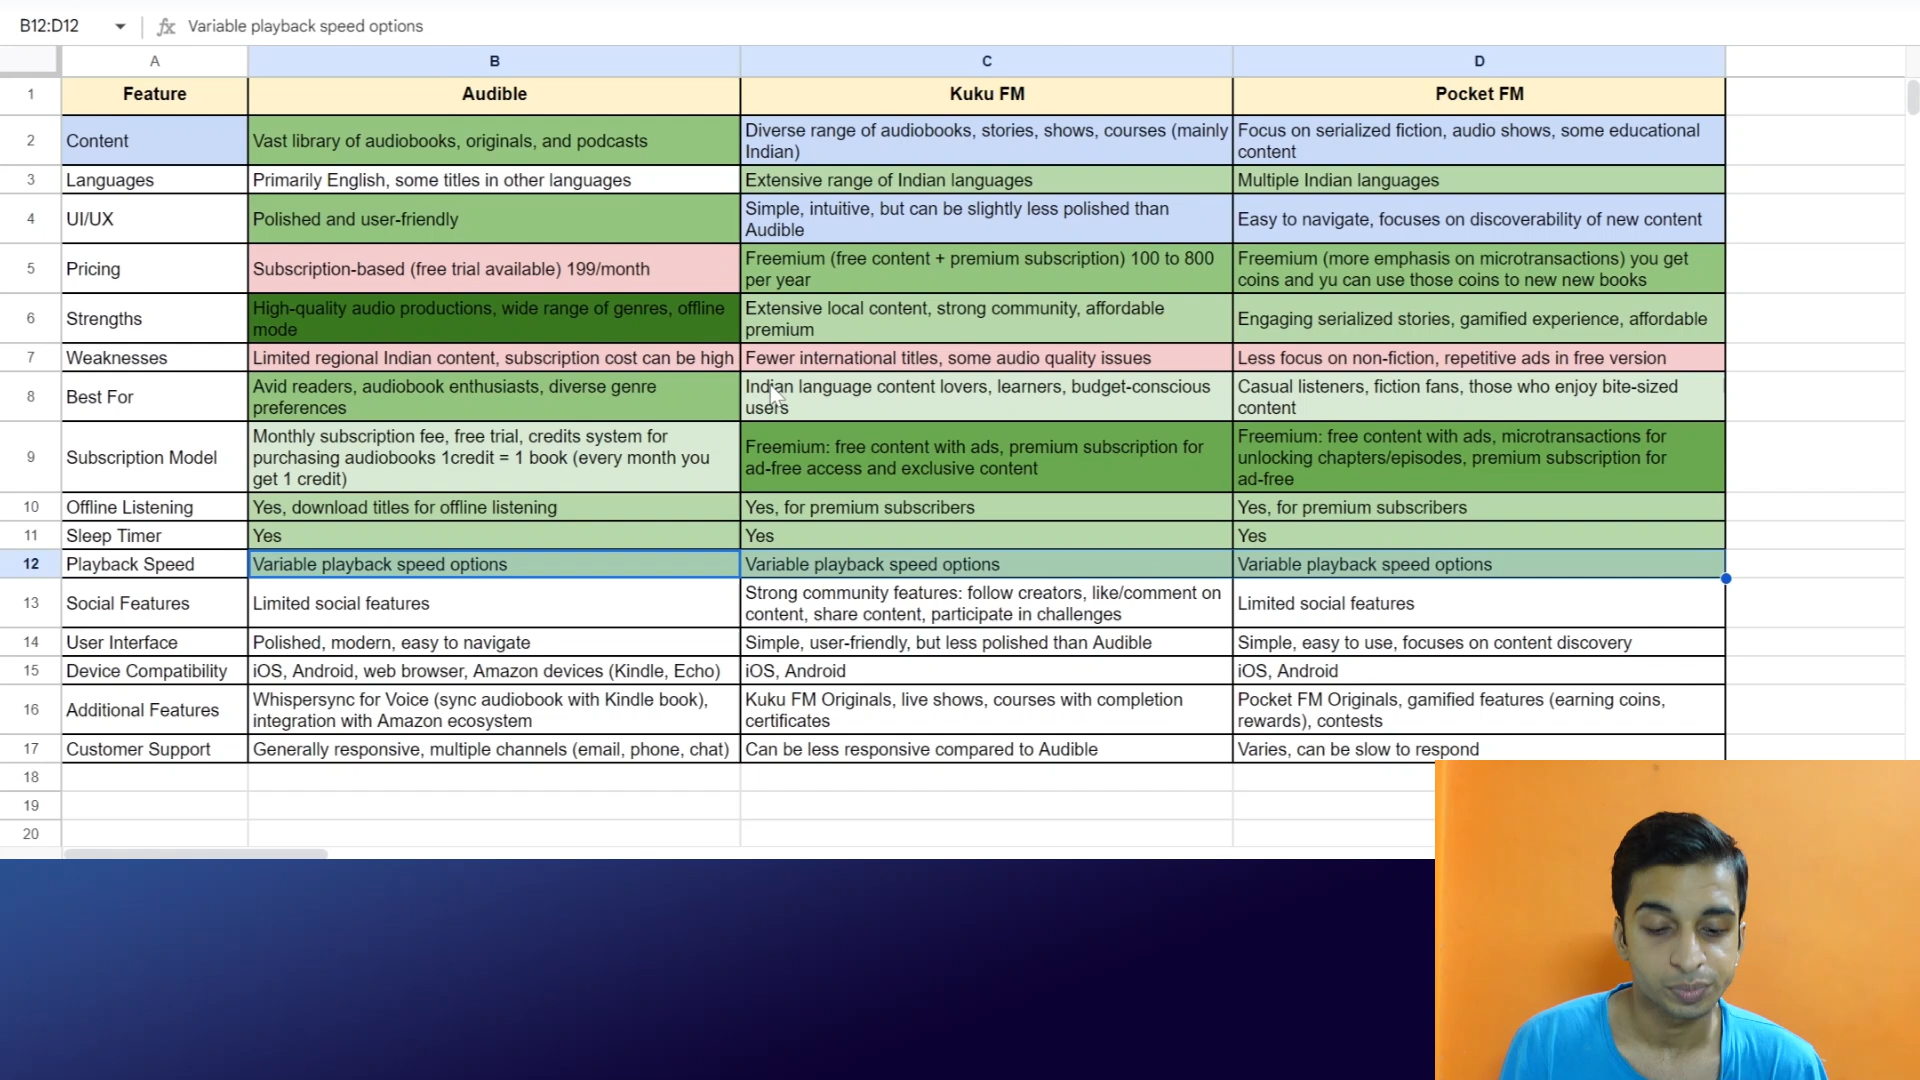 B12:D12
fx Variable playback speed options
A B C D
1 Feature Audible Kuku FM Pocket FM
2 Content Vast library of audiobooks, originals, and podcasts
Diverse range of audiobooks, stories, shows, courses (mainly
Indian)
Focus on serialized fiction, audio shows, some educational
content
3 Languages Primarily English, some titles in other languages Extensive range of Indian languages Multiple Indian languages
4 UI/UX Polished and user-friendly
Simple, intuitive, but can be slightly less polished than
Audible
Easy to navigate, focuses on discoverability of new content
5 Pricing Subscription-based (free trial available) 199/month
Freemium (free content + premium subscription) 100 to 800
per year
Freemium (more emphasis on microtransactions) you get
coins and yu can use those coins to new new books
6 Strengths
High-quality audio productions, wide range of genres, offline
mode
Extensive local content, strong community, affordable
premium
Engaging serialized stories, gamified experience, affordable
7 Weaknesses Limited regional Indian content, subscription cost can be high Fewer international titles, some audio quality issues Less focus on non-fiction, repetitive ads in free version
8 Best For
Avid readers, audiobook enthusiasts, diverse genre
preferences
Indian language content lovers, learners, budget-conscious
users
Casual listeners, fiction fans, those who enjoy bite-sized
content
9 Subscription Model
Monthly subscription fee, free trial, credits system for
purchasing audiobooks 1credit = 1 book (every month you
get 1 credit)
Freemium: free content with ads, premium subscription for
ad-free access and exclusive content
Freemium: free content with ads, microtransactions for
unlocking chapters/episodes, premium subscription for
ad-free
10 Offline Listening Yes, download titles for offline listening Yes, for premium subscribers Yes, for premium subscribers
11 Sleep Timer Yes Yes Yes
12 Playback Speed Variable playback speed options Variable playback speed options Variable playback speed options
13 Social Features Limited social features
Strong community features: follow creators, like/comment on
content, share content, participate in challenges
Limited social features
14 User Interface Polished, modern, easy to navigate Simple, user-friendly, but less polished than Audible Simple, easy to use, focuses on content discovery
15 Device Compatibility iOS, Android, web browser, Amazon devices (Kindle, Echo) iOS, Android iOS, Android
16 Additional Features
Whispersync for Voice (sync audiobook with Kindle book),
integration with Amazon ecosystem
Kuku FM Originals, live shows, courses with completion
certificates
Pocket FM Originals, gamified features (earning coins,
rewards), contests
17 Customer Support Generally responsive, multiple channels (email, phone, chat) Can be less responsive compared to Audible Varies, can be slow to respond
18
19
20